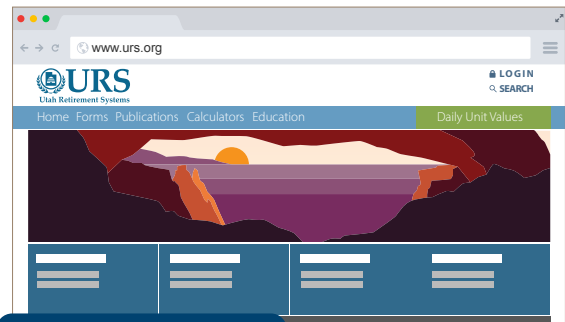 www.urs.org
URS
Utah Retirement Systems
LOGIN
SEARCH
Home Forms Publications Calculators Education
Daily Unit Values